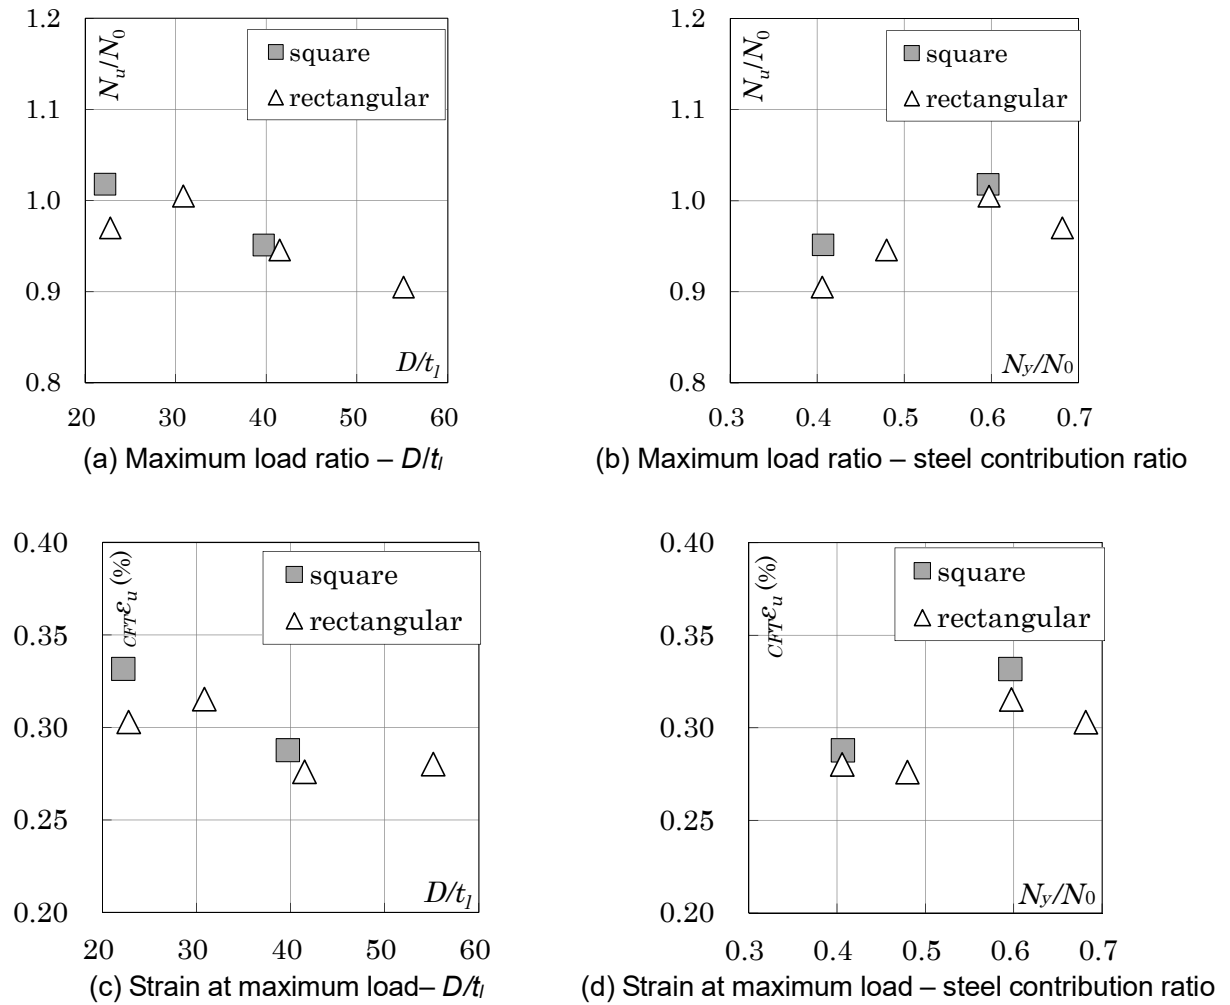 1.2
N_u/N_0
square
rectangular
1.1
1.0
0.9
D/t_l
0.8
20 30 40 50 60
(a) Maximum load ratio – D/t_l
1.2
N_u/N_0
square
rectangular
1.1
1.0
0.9
N_y/N_0
0.8
0.3 0.4 0.5 0.6 0.7
(b) Maximum load ratio – steel contribution ratio
0.40
CFTε_u (%)
square
rectangular
0.35
0.30
0.25
D/t_l
0.20
20 30 40 50 60
(c) Strain at maximum load– D/t_l
0.40
CFTε_u (%)
square
rectangular
0.35
0.30
0.25
N_y/N_0
0.20
0.3 0.4 0.5 0.6 0.7
(d) Strain at maximum load – steel contribution ratio